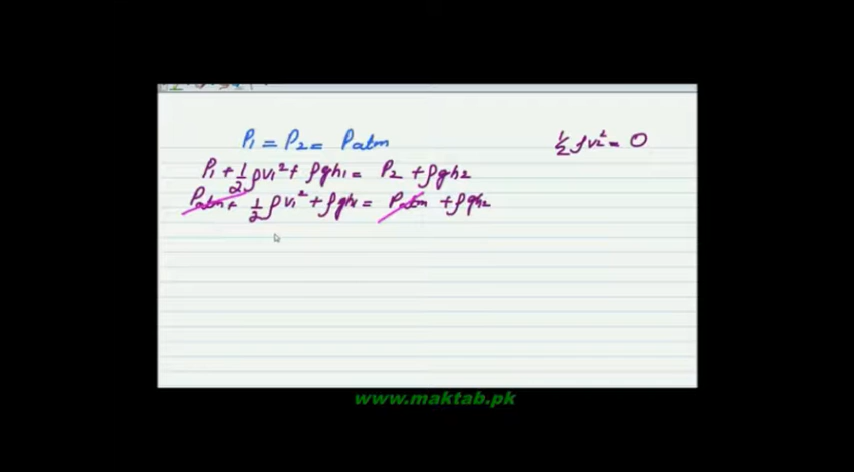 P₁ = P₂ = Patm
½ρv₂² = 0
P₁ + ½ρv₁² + ρgh₁ = P₂ + ρgh₂
Patm + ½ρv₁² + ρgh₁ = Patm + ρgh₂
www.maktab.pk